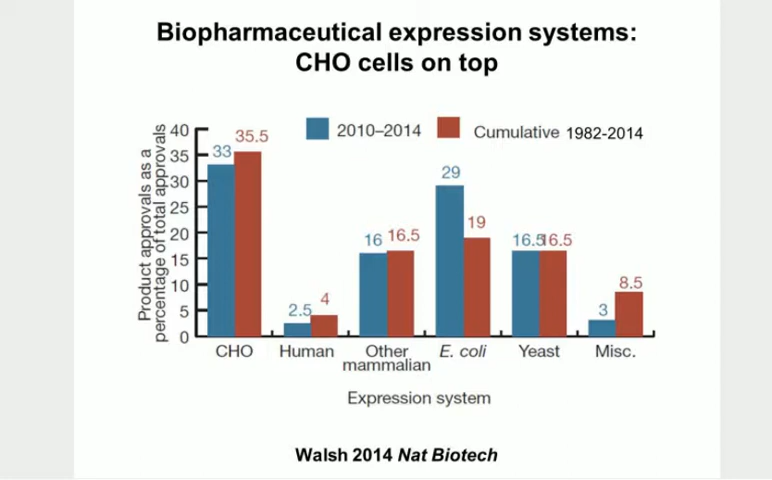 Biopharmaceutical expression systems:
CHO cells on top
2010–2014
Cumulative 1982-2014
Product approvals as a
percentage of total approvals
40
35
30
25
20
15
10
5
0
33
35.5
2.5
4
16
16.5
29
19
16.5
16.5
3
8.5
CHO
Human
Other
mammalian
E. coli
Yeast
Misc.
Expression system
Walsh 2014 Nat Biotech